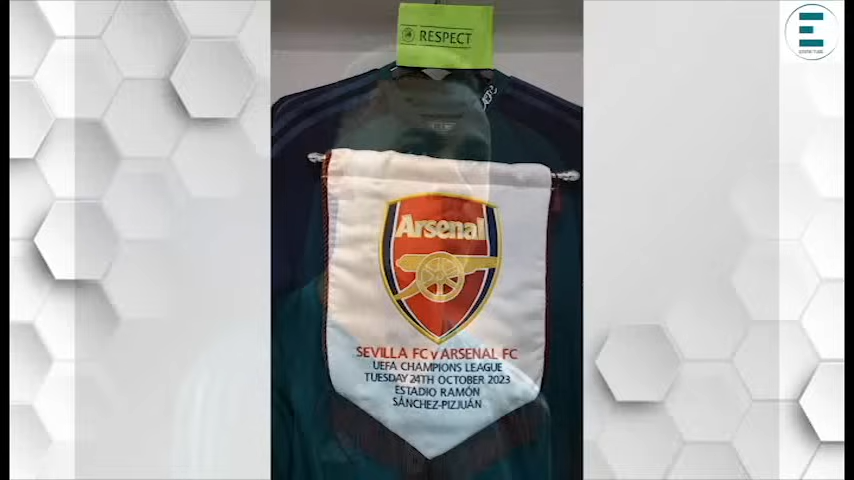 RESPECT
Arsenal
SEVILLA FC v ARSENAL FC
UEFA CHAMPIONS LEAGUE
TUESDAY 24TH OCTOBER 2023
ESTADIO RAMÓN
SÁNCHEZ-PIZJUÁN
E